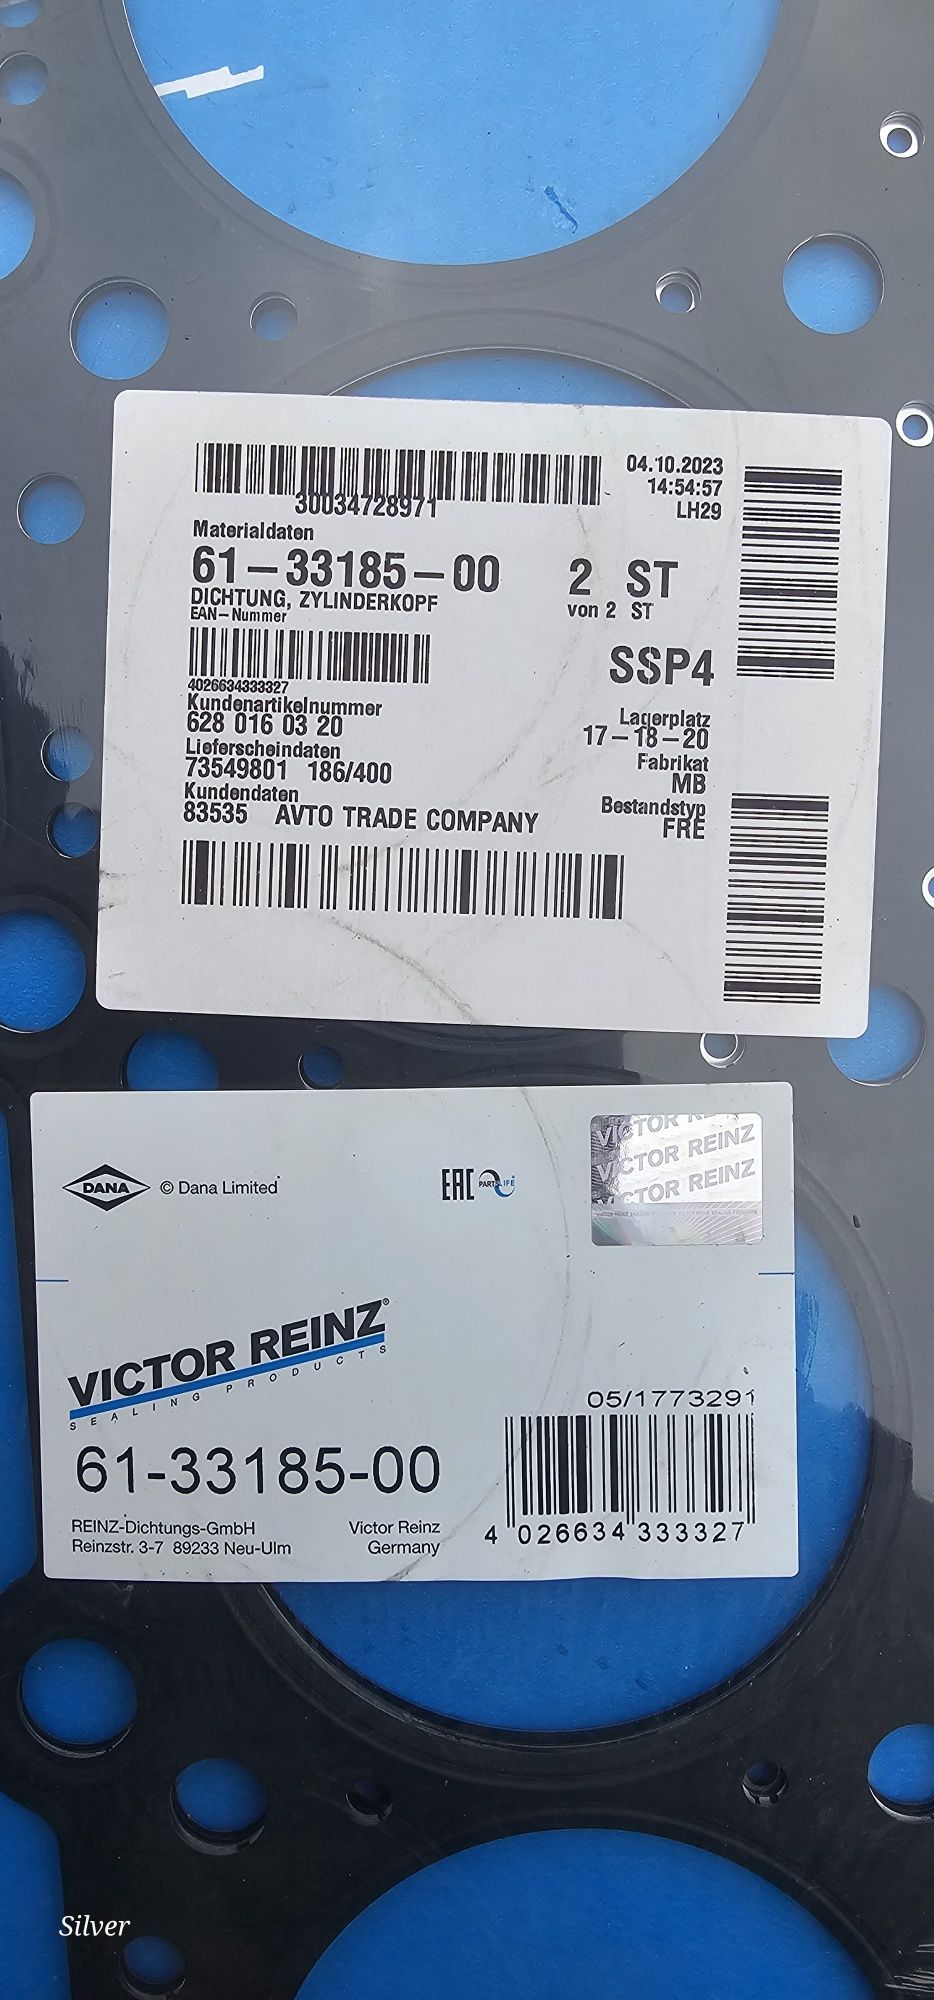 30034728971
04.10.2023
14:54:57
LH29
Materialdaten
61-33185-00
2 ST
DICHTUNG, ZYLINDERKOPF
von 2 ST
EAN-Nummer
SSP4
4026634333327
Kundenartikelnummer
628 016 03 20
Lagerplatz
17-18-20
Lieferscheindaten
73549801 186/400
Fabrikat
MB
Kundendaten
83535 AVTO TRADE COMPANY
Bestandstyp
FRE
DANA
© Dana Limited
EAC
PARTSLIFE
VICTOR REINZ
VICTOR REINZ
VICTOR REINZ
VICTOR REINZ
VICTOR REINZ®
SEALING PRODUCTS
05/1773291
61-33185-00
REINZ-Dichtungs-GmbH
Reinzstr. 3-7 89233 Neu-Ulm
Victor Reinz
Germany
4 026634 333327
Silver